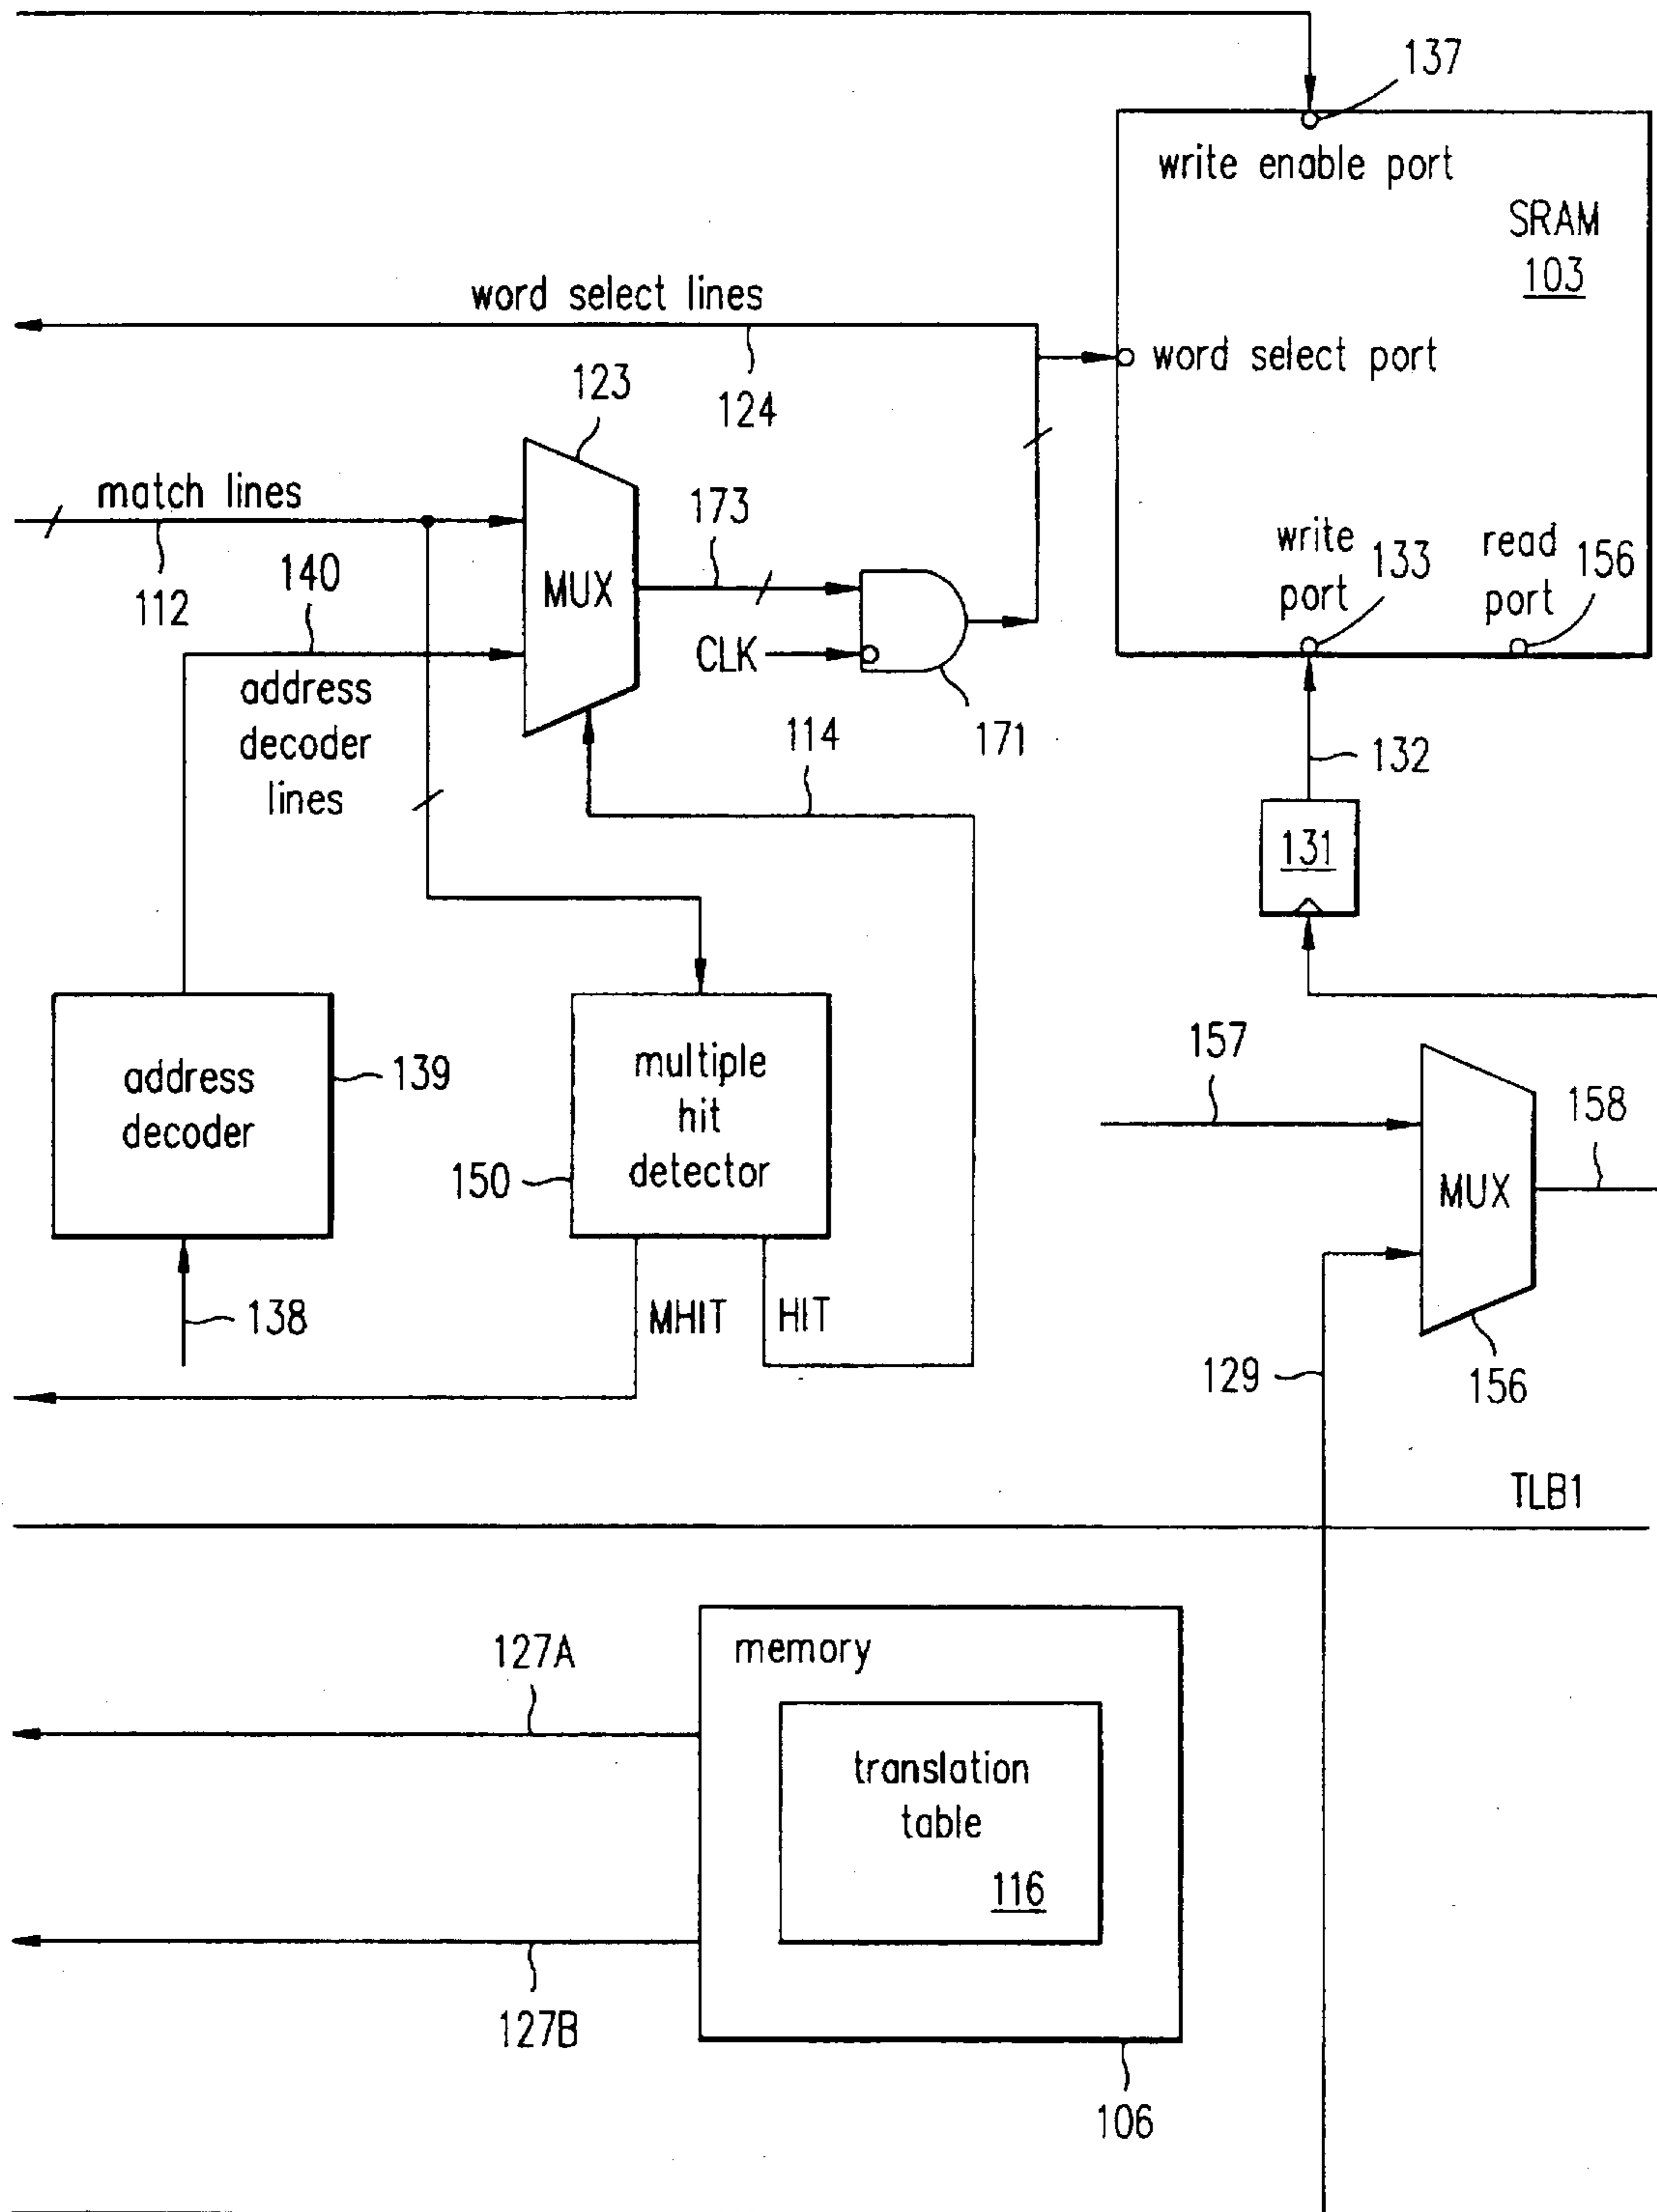 137
write enable port
SRAM
103
word select lines
124
word select port
123
match lines
112
173
MUX
140
address
decoder
lines
CLK
171
114
write
port
133
read
port
156
132
131
address
decoder
139
138
multiple
hit
detector
150
MHIT
HIT
157
MUX
158
129
156
TLB1
127A
memory
translation
table
116
127B
106